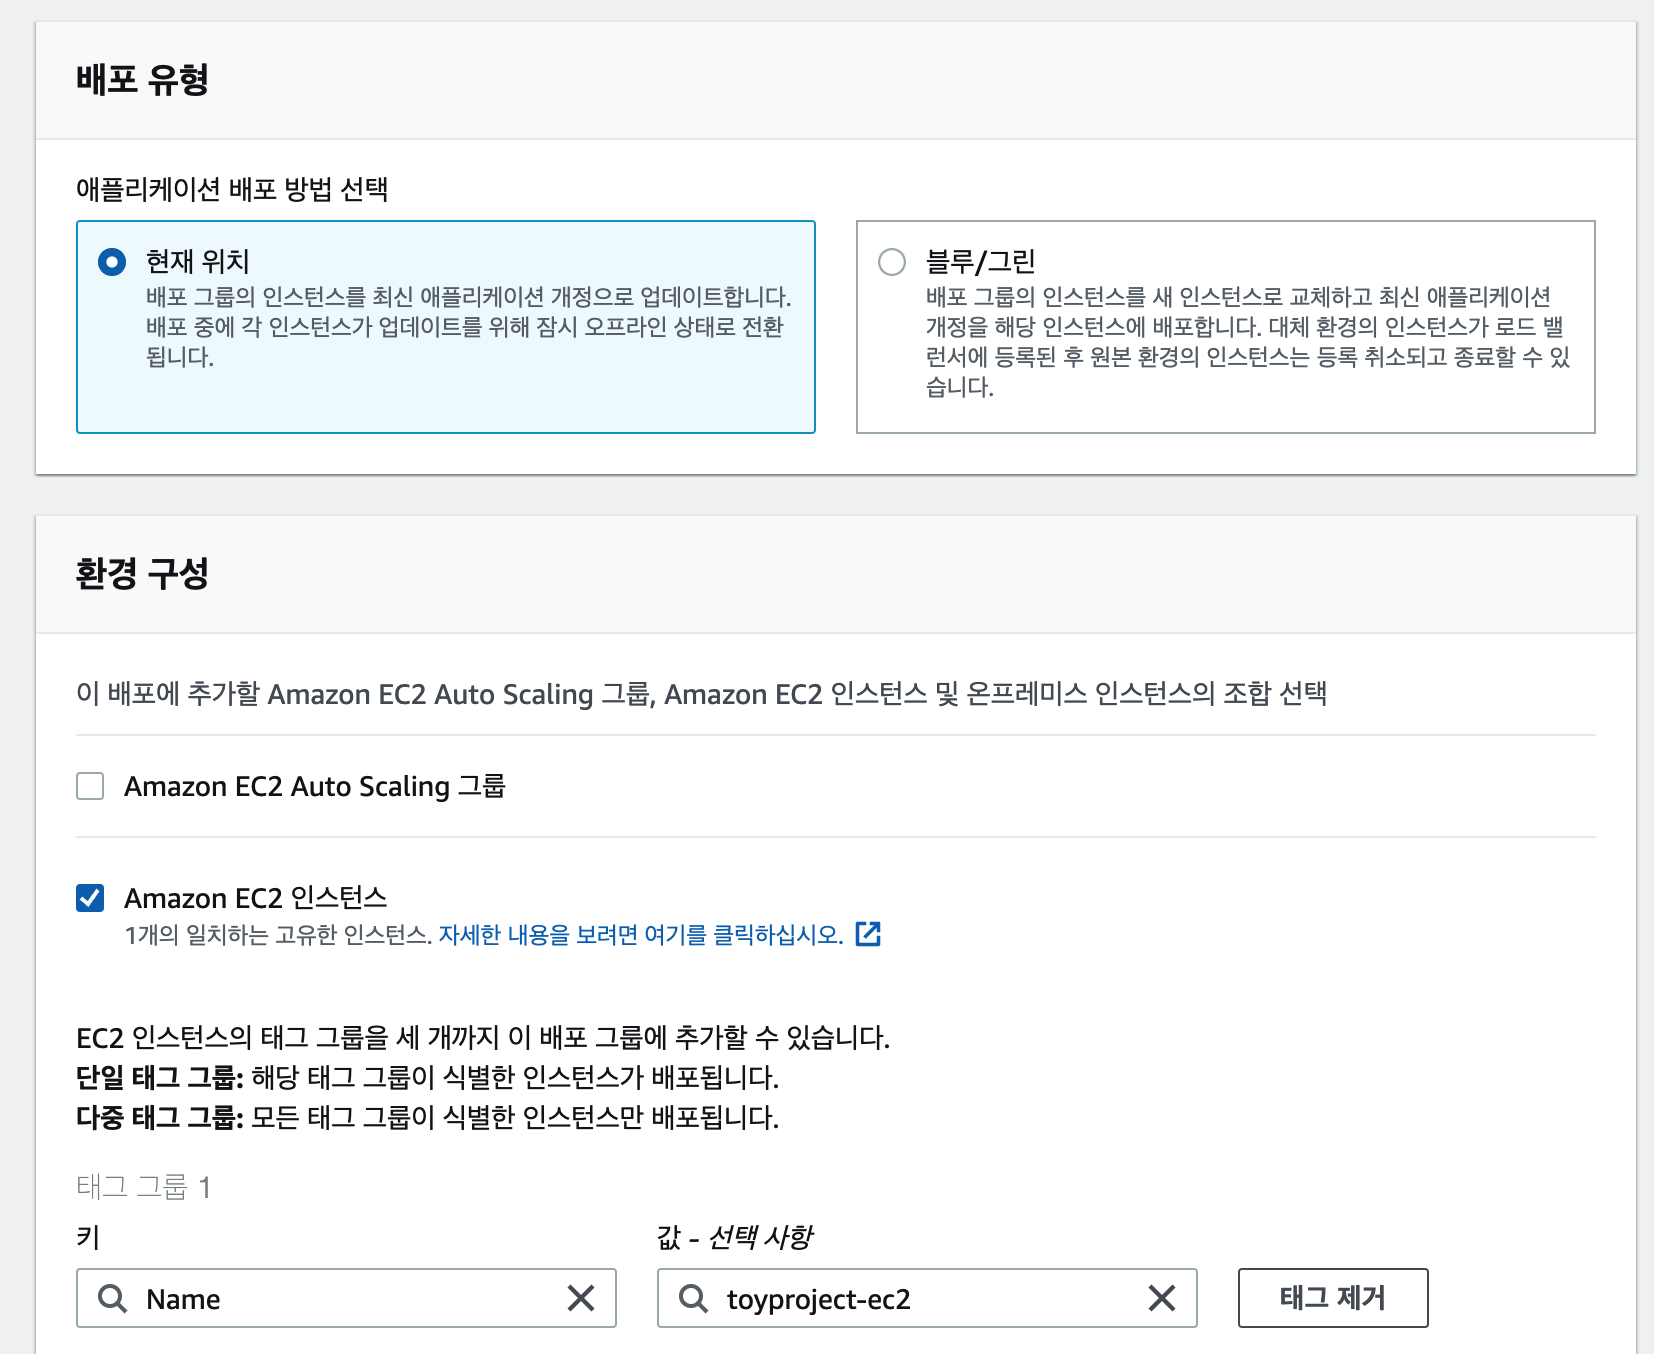 배포 유형
애플리케이션 배포 방법 선택
현재 위치
배포 그룹의 인스턴스를 최신 애플리케이션 개정으로 업데이트합니다.
배포 중에 각 인스턴스가 업데이트를 위해 잠시 오프라인 상태로 전환
됩니다.
블루/그린
배포 그룹의 인스턴스를 새 인스턴스로 교체하고 최신 애플리케이션
개정을 해당 인스턴스에 배포합니다. 대체 환경의 인스턴스가 로드 밸
런서에 등록된 후 원본 환경의 인스턴스는 등록 취소되고 종료할 수 있
습니다.
환경 구성
이 배포에 추가할 Amazon EC2 Auto Scaling 그룹, Amazon EC2 인스턴스 및 온프레미스 인스턴스의 조합 선택
Amazon EC2 Auto Scaling 그룹
Amazon EC2 인스턴스
1개의 일치하는 고유한 인스턴스. 자세한 내용을 보려면 여기를 클릭하십시오.
EC2 인스턴스의 태그 그룹을 세 개까지 이 배포 그룹에 추가할 수 있습니다.
단일 태그 그룹: 해당 태그 그룹이 식별한 인스턴스가 배포됩니다.
다중 태그 그룹: 모든 태그 그룹이 식별한 인스턴스만 배포됩니다.
태그 그룹 1
키
값 - 선택 사항
Name
toyproject-ec2
태그 제거